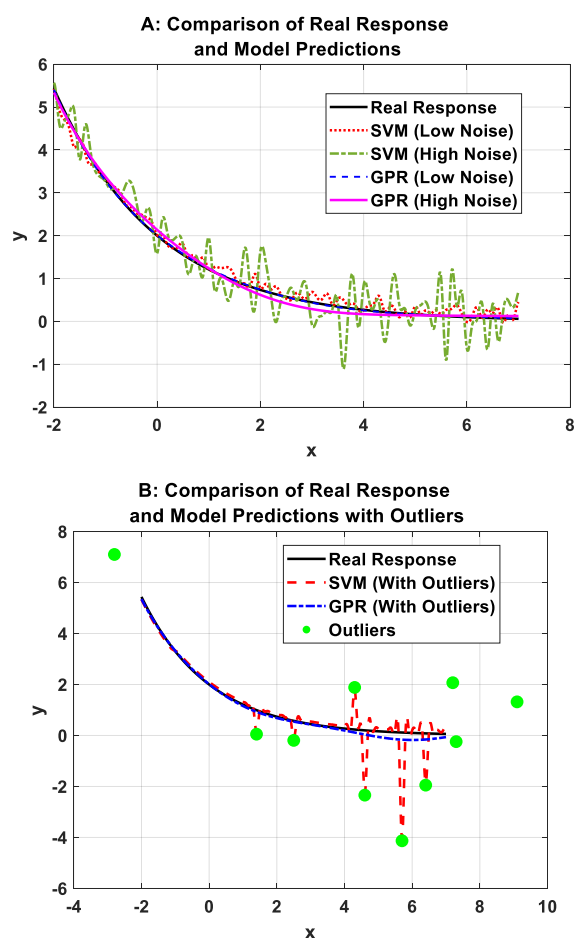 A: Comparison of Real Response
and Model Predictions
6
5
4
3
2
1
0
-1
-2
y
Real Response
SVM (Low Noise)
SVM (High Noise)
GPR (Low Noise)
GPR (High Noise)
-2 0 2 4 6 8
x
B: Comparison of Real Response
and Model Predictions with Outliers
8
6
4
2
0
-2
-4
-6
y
Real Response
SVM (With Outliers)
GPR (With Outliers)
Outliers
-4 -2 0 2 4 6 8 10
x